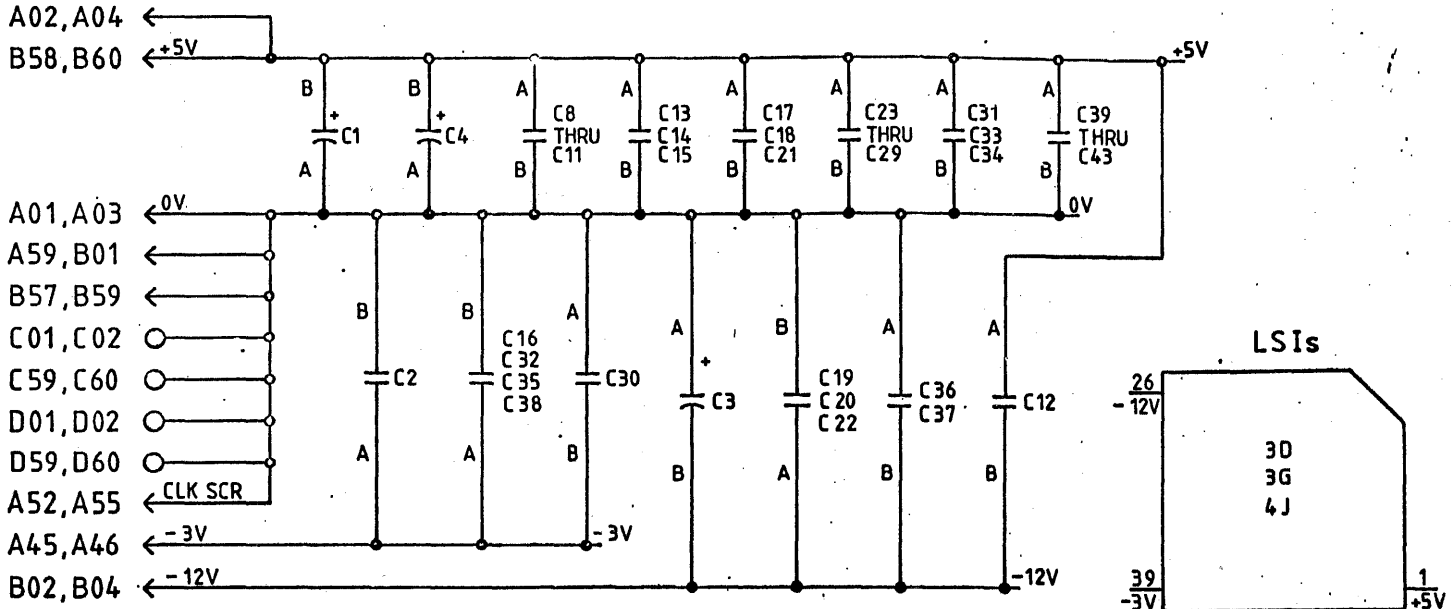 A02,A04
B58,B60 +5V +5V
B B A A A A A A
+ C1
+ C4
C8
THRU
C11
C13
C14
C15
C17
C18
C21
C23
THRU
C29
C31
C33
C34
C39
THRU
C43
A A B B B B B B
A01,A03 0V 0V
A59,B01
B57,B59
C01,C02
C59,C60
D01,D02
D59,D60
A52,A55 CLK SCR
A45,A46 -3V -3V
B02,B04 -12V -12V
B B A A B A A
C2
C16
C32
C35
C38
C30
+
C3
C19
C20
C22
C36
C37
C12
A A B B A B B
LSIs
26
-12V
3D
3G
4J
39
-3V
1
+5V